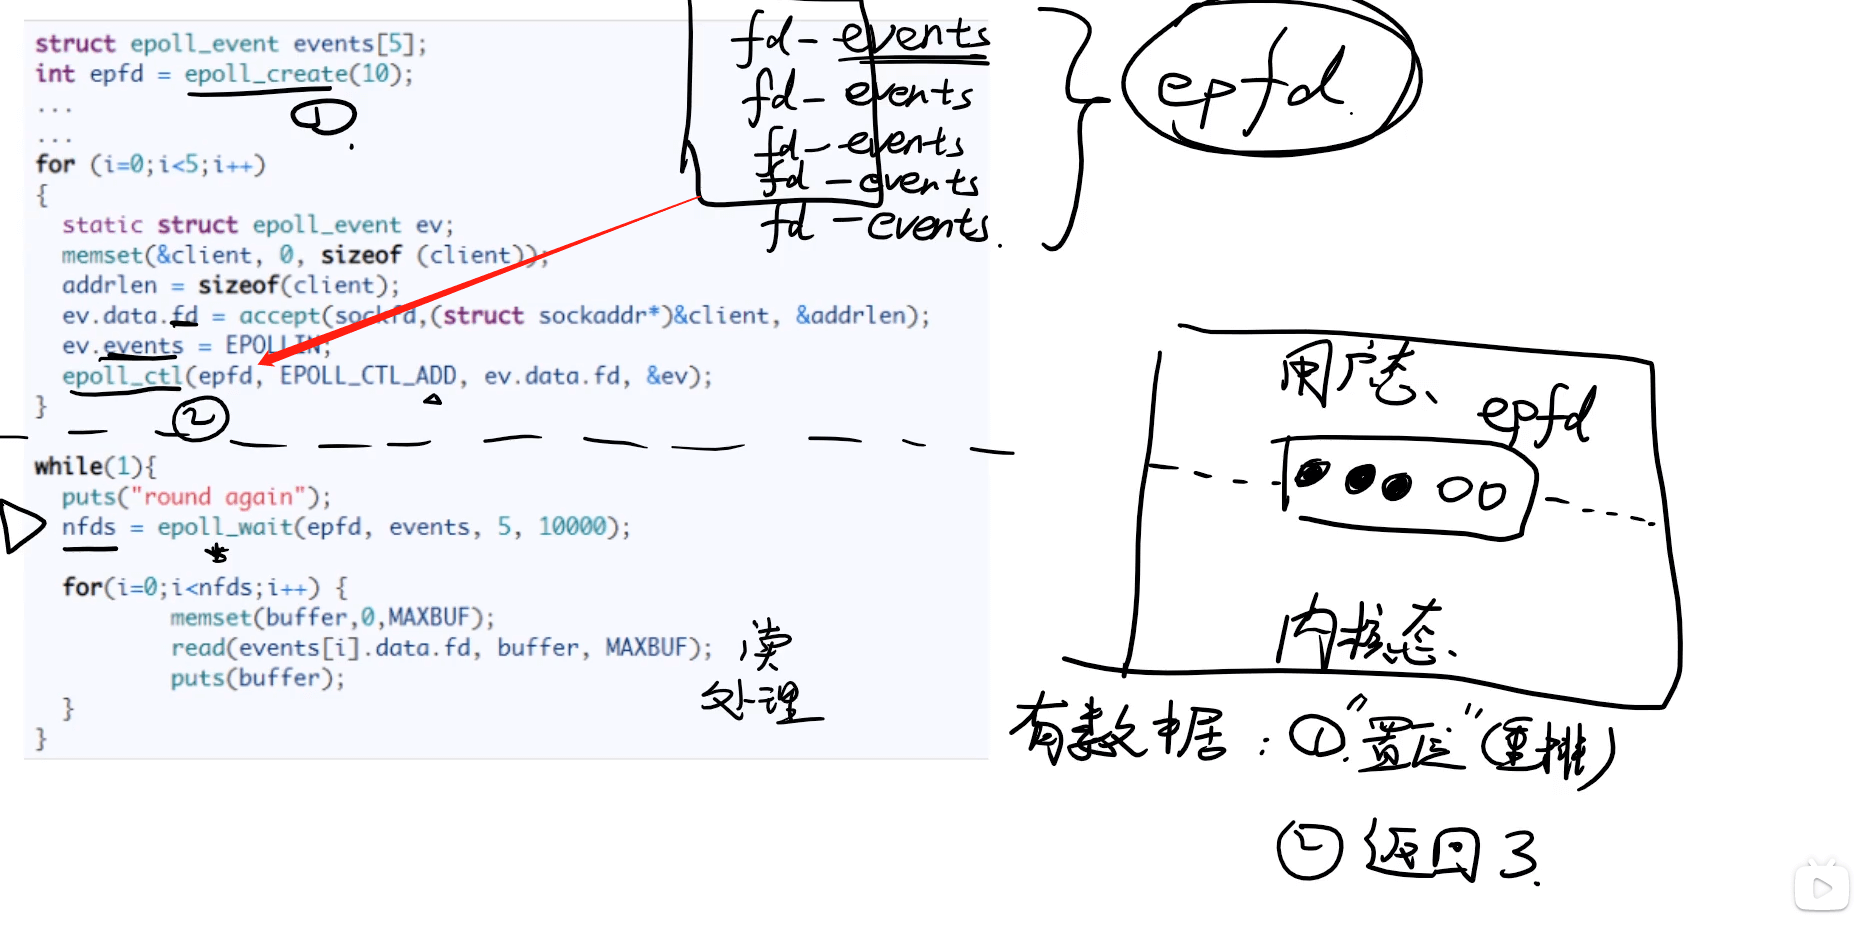 struct epoll_event events[5];
int epfd = epoll_create(10);
①
...
...
for (i=0;i<5;i++)
{
static struct epoll_event ev;
memset(&client, 0, sizeof (client));
addrlen = sizeof(client);
ev.data.fd = accept(sockfd,(struct sockaddr*)&client, &addrlen);
ev.events = EPOLLIN;
epoll_ctl(epfd, EPOLL_CTL_ADD, ev.data.fd, &ev);
}
②
while(1){
puts("round again");
nfds = epoll_wait(epfd, events, 5, 10000);
for(i=0;i<nfds;i++) {
memset(buffer,0,MAXBUF);
read(events[i].data.fd, buffer, MAXBUF);
puts(buffer);
}
}
读
处理
fd-events
fd-events
fd-events
fd-events
fd-events
epfd
用户态
epfd
内核态
有数据:①"置位"(重排)
②返回3